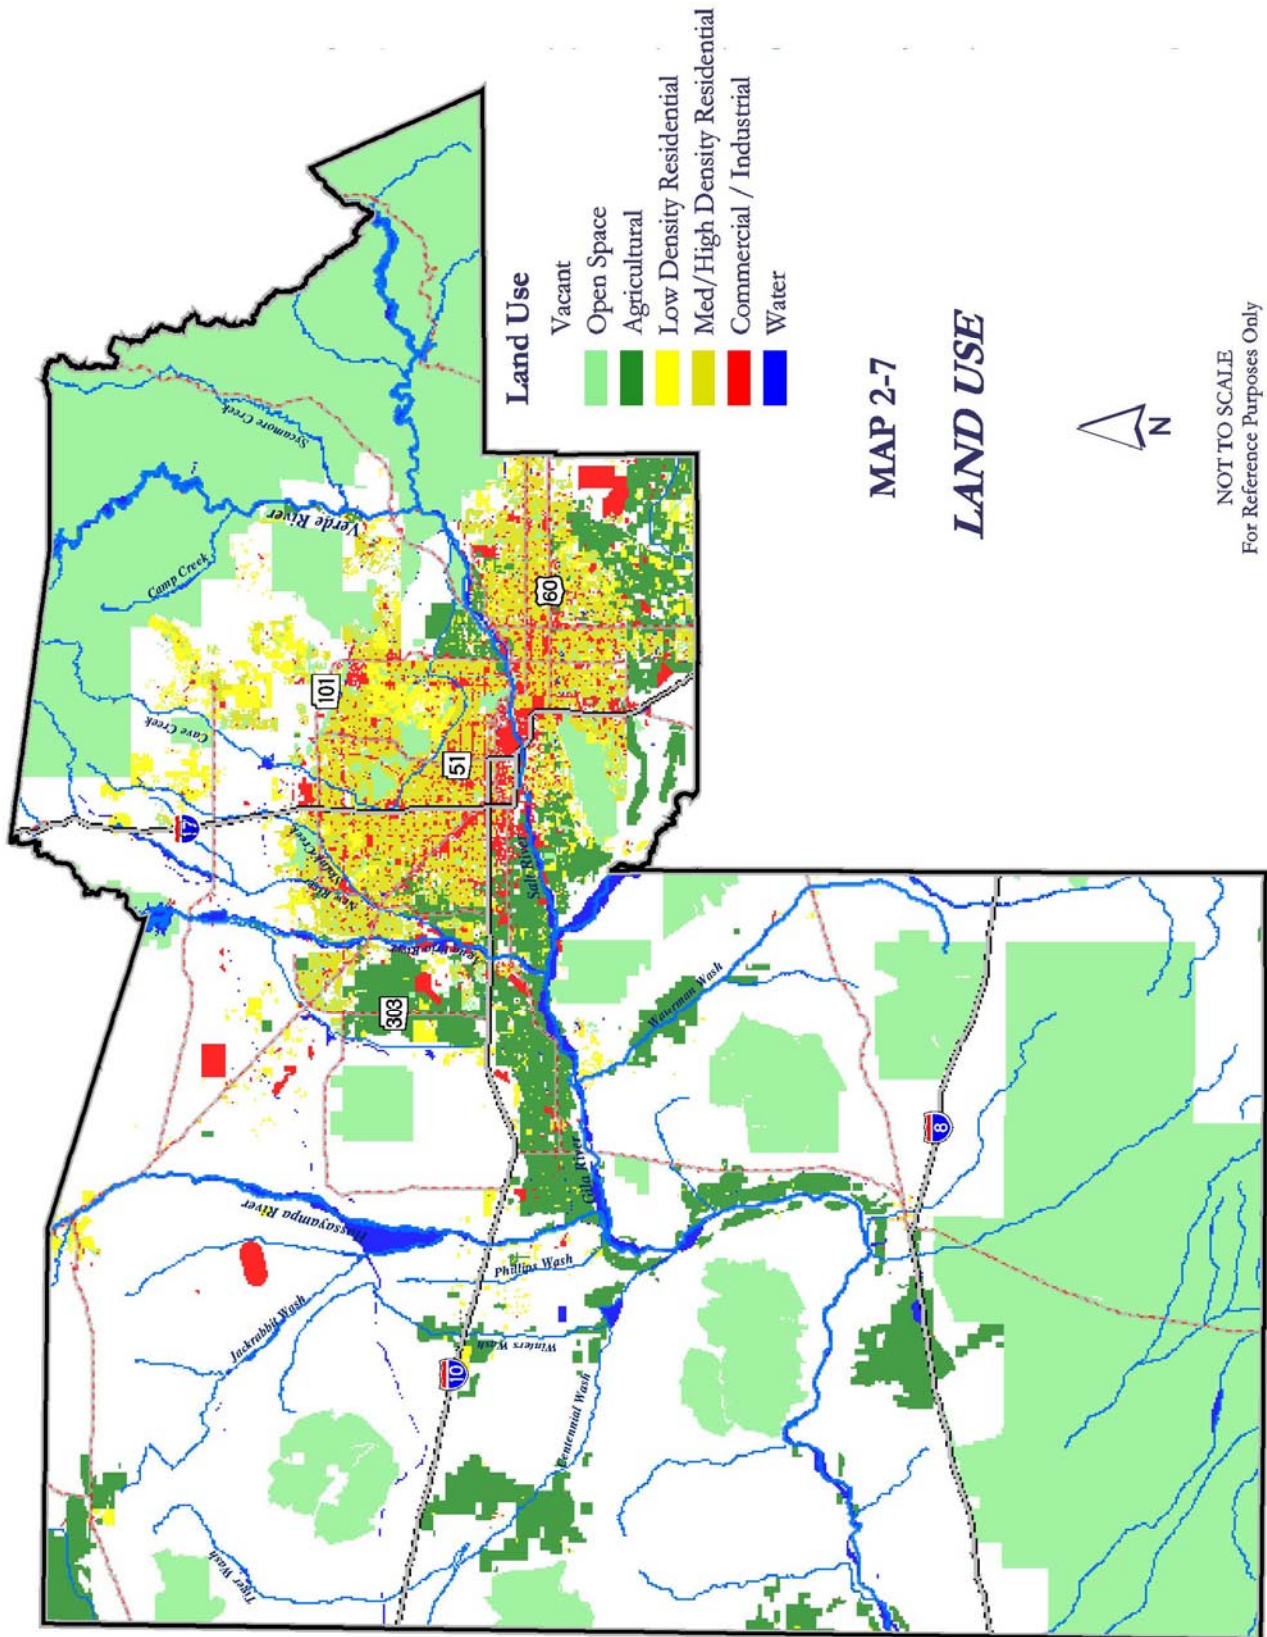 Land Use
Vacant
Open Space
Agricultural
Low Density Residential
Med/High Density Residential
Commercial / Industrial
Water
MAP 2-7
LAND USE
N
NOT TO SCALE
For Reference Purposes Only
Sycamore Creek
Verde River
Camp Creek
Cave Creek
101
51
60
17
Skunk Creek
New River
Salt River
Agua Fria River
303
Waterman Wash
Gila River
8
Hassayampa River
Phillips Wash
Jackrabbit Wash
Winters Wash
10
Centennial Wash
Tiger Wash